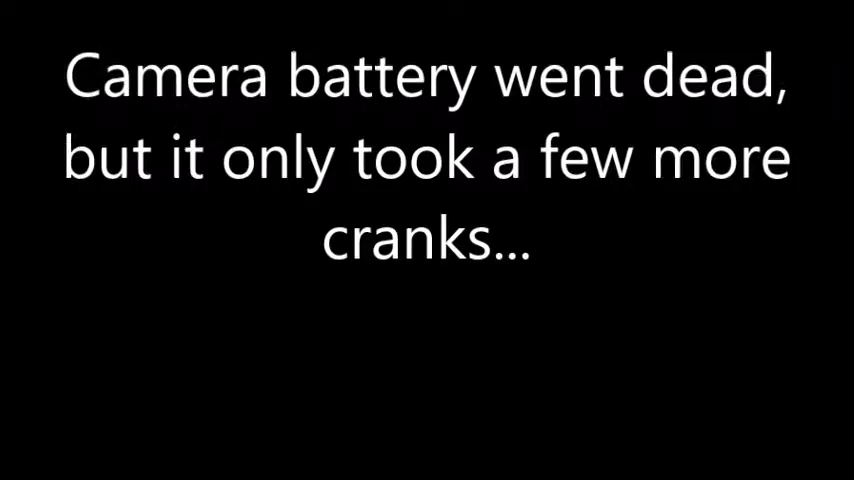 Camera battery went dead,
but it only took a few more
cranks...